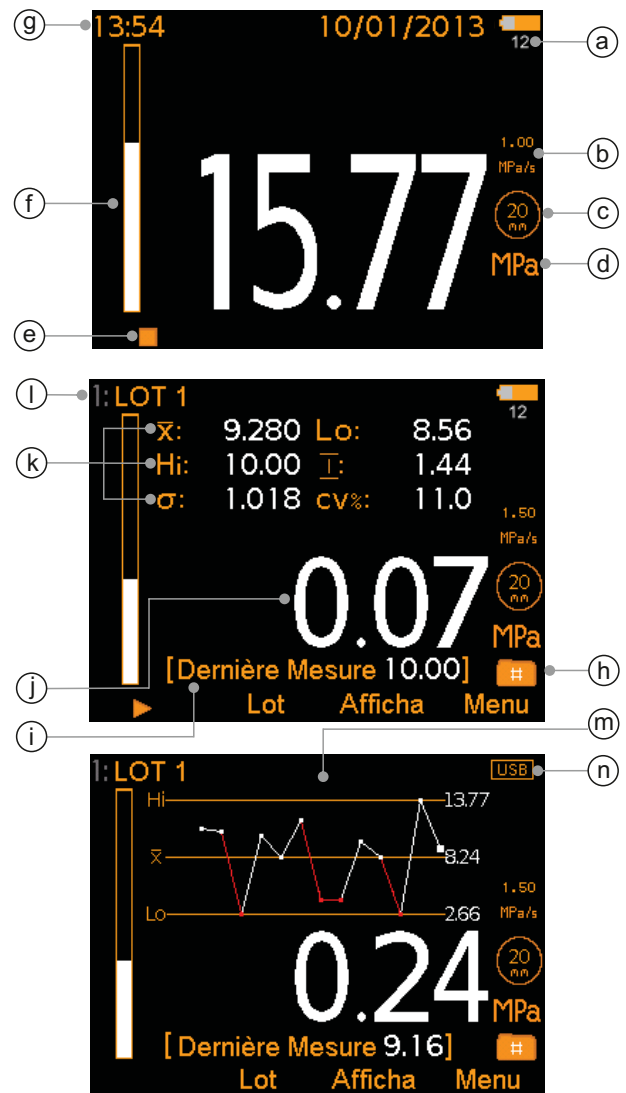 g 13:54 10/01/2013
12 a
1.00 b
MPa/s
15.77
f 20 c
mm
MPa d
e
l 1: LOT 1
12
x̅: 9.280 Lo: 8.56
k Hi: 10.00 I: 1.44
σ: 1.018 cv%: 11.0
1.50
MPa/s
0.07
20
mm
MPa
j [Dernière Mesure 10.00] # h
i Lot Afficha Menu
m
1: LOT 1 USB n
Hi 13.77
x̅ 8.24
1.50
Lo 2.66 MPa/s
0.24
20
mm
MPa
[ Dernière Mesure 9.16] #
Lot Afficha Menu